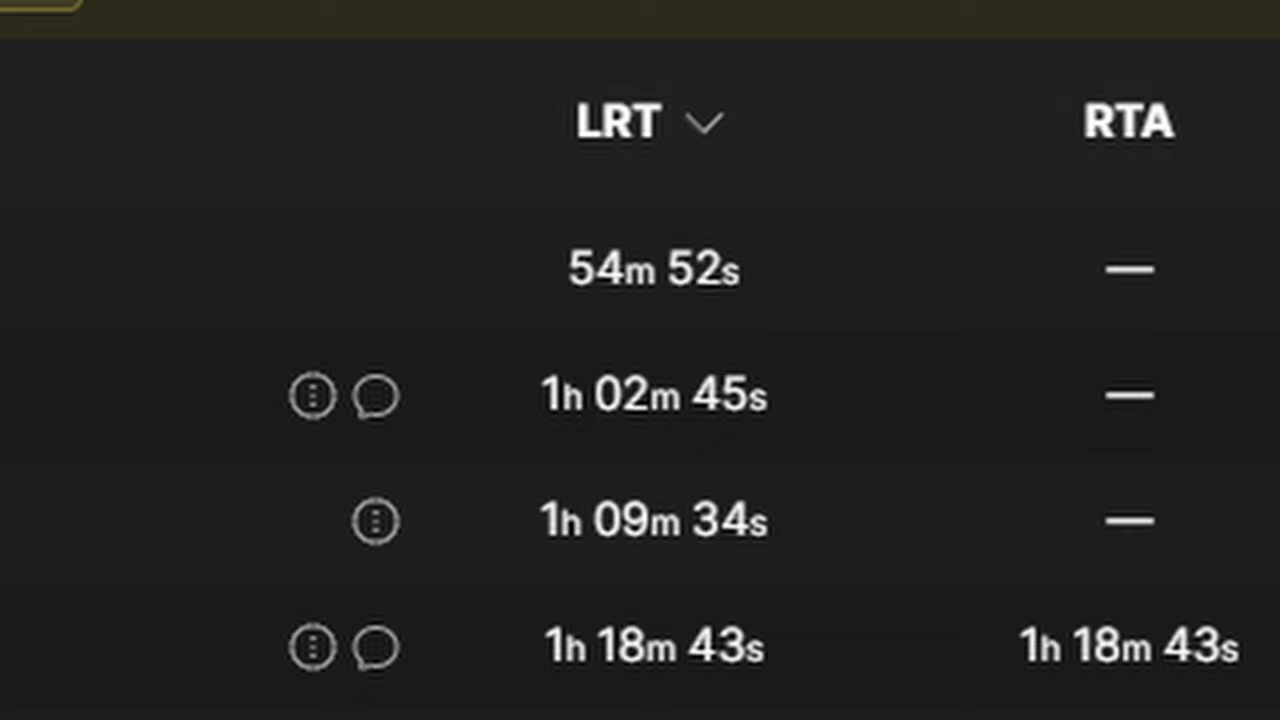 LRT RTA
54m 52s —
1h 02m 45s —
1h 09m 34s —
1h 18m 43s 1h 18m 43s